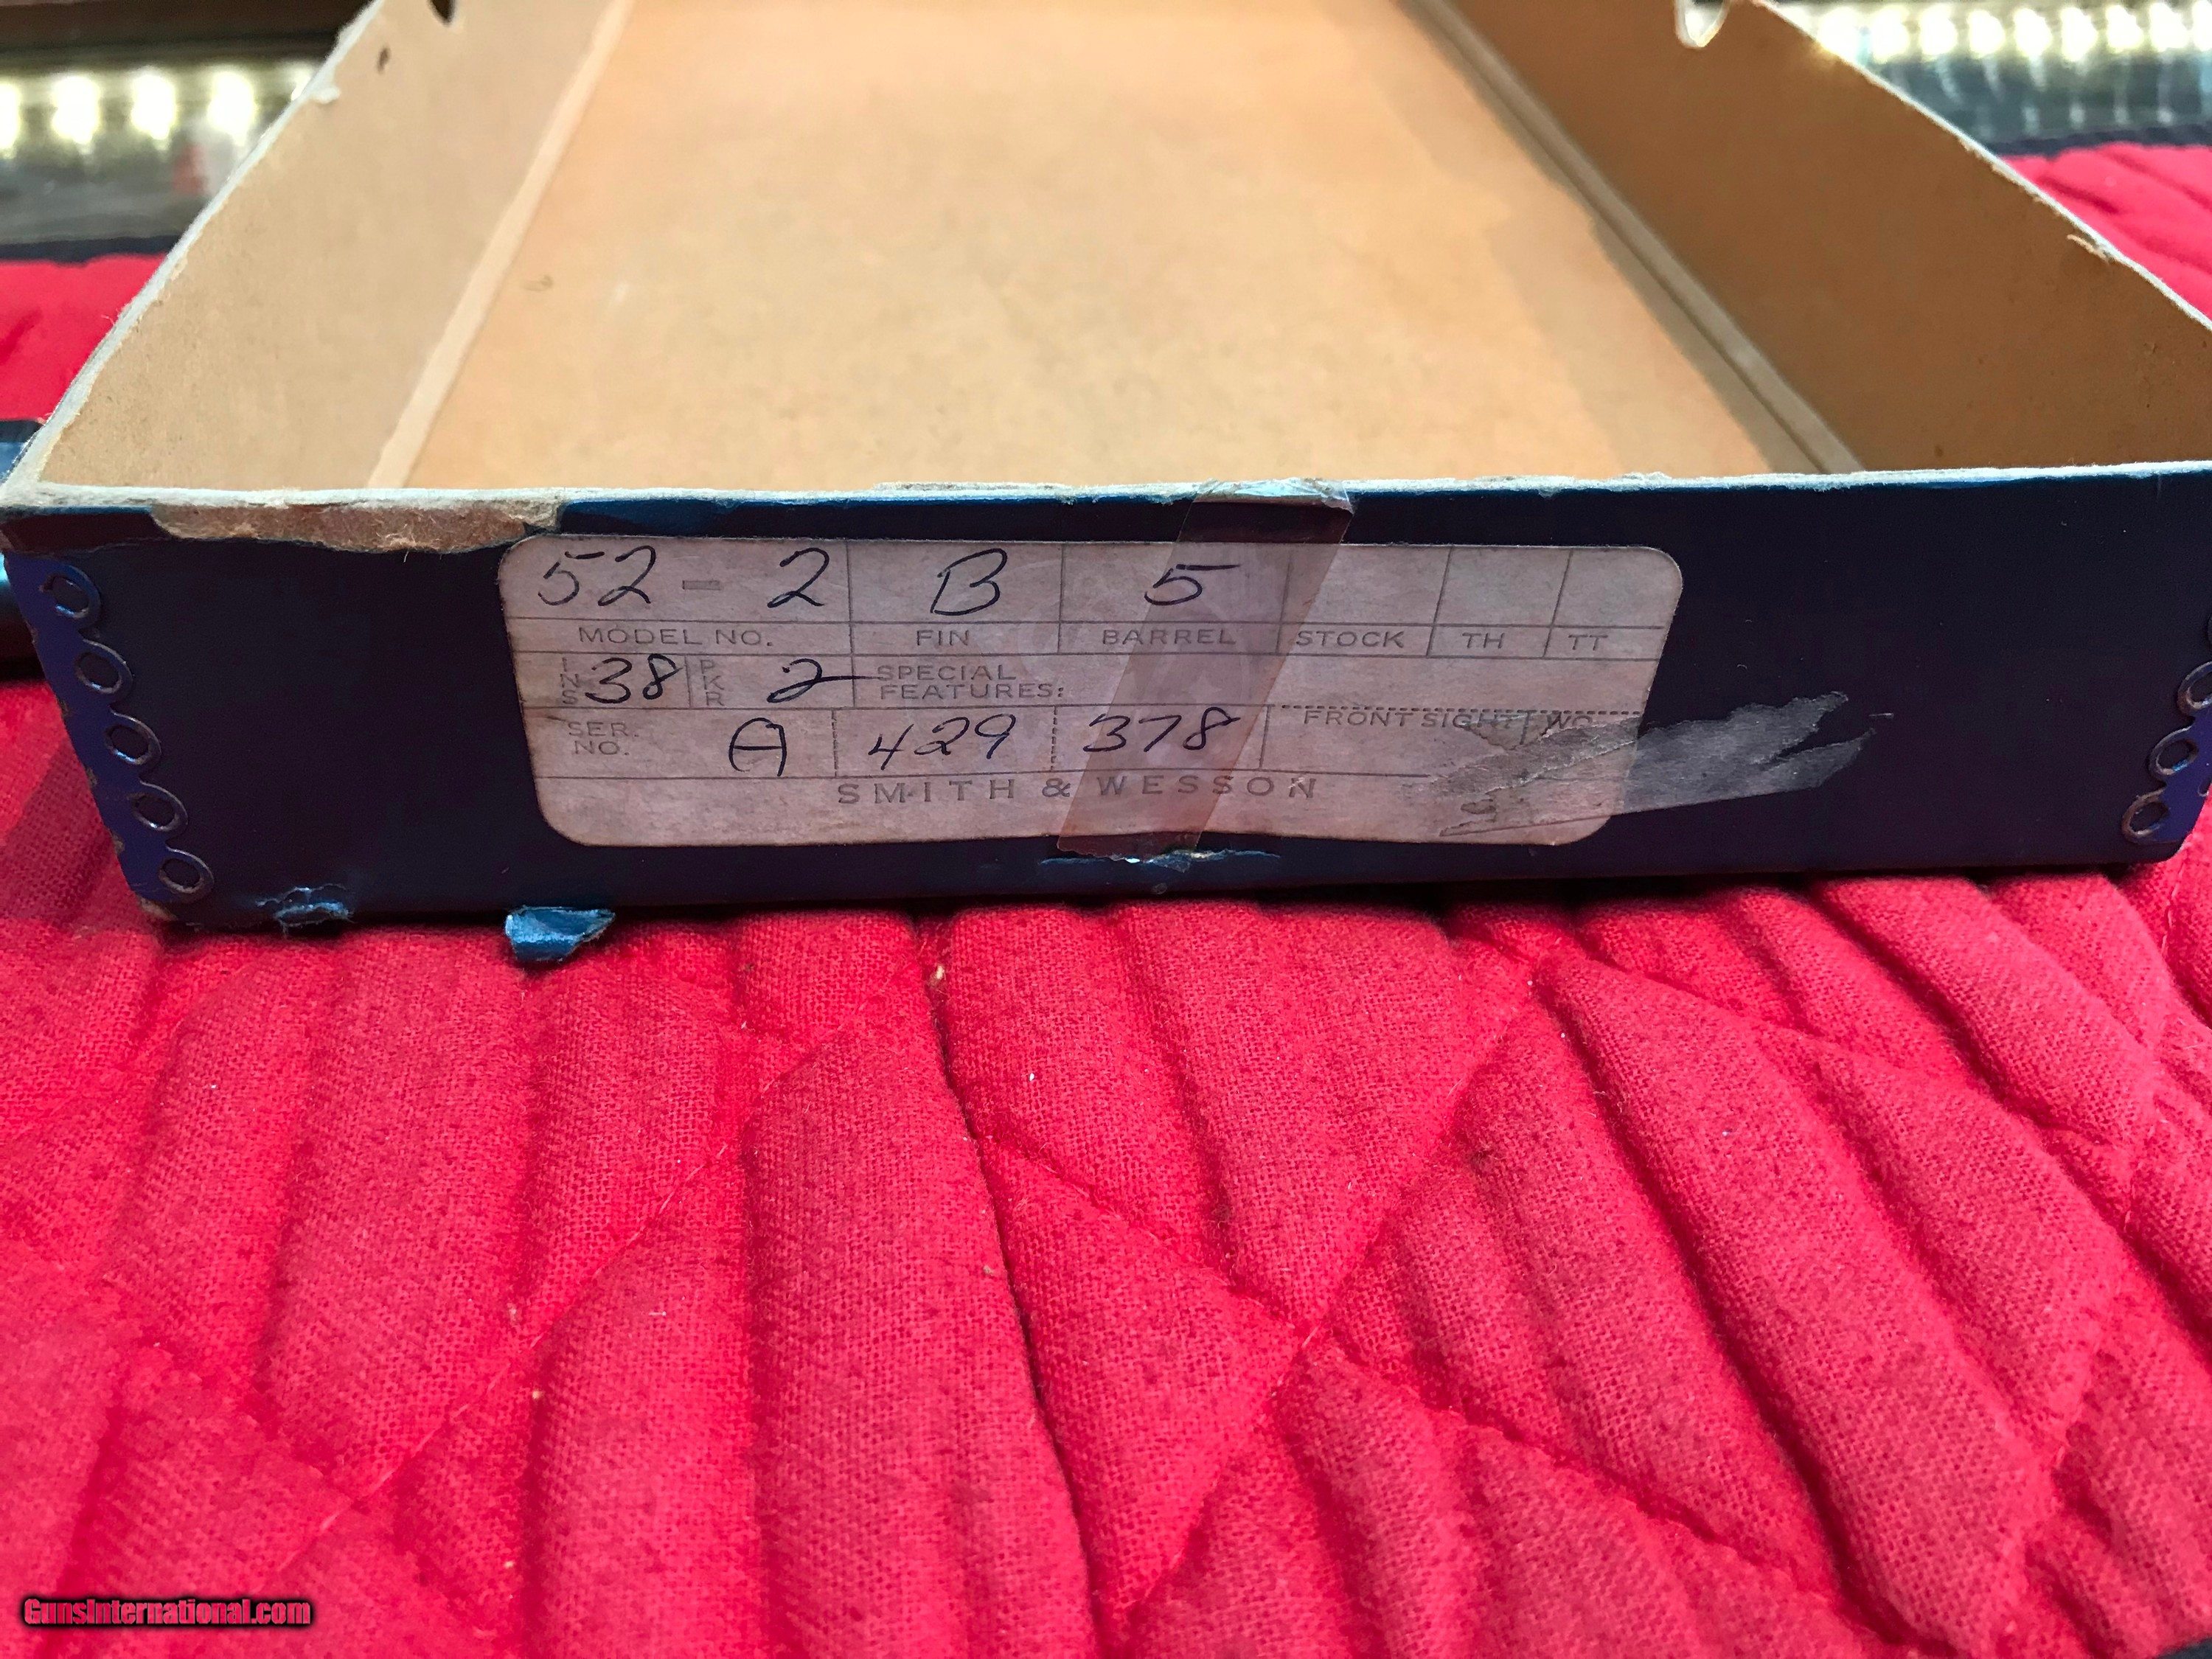 52-2 B 5
MODEL NO. FIN BARREL STOCK TH TT
INS 38 PKR 2 SPECIAL FEATURES:
SER. NO. A 429 378 FRONT SIGHT WO
SMITH & WESSON
GunsInternational.com